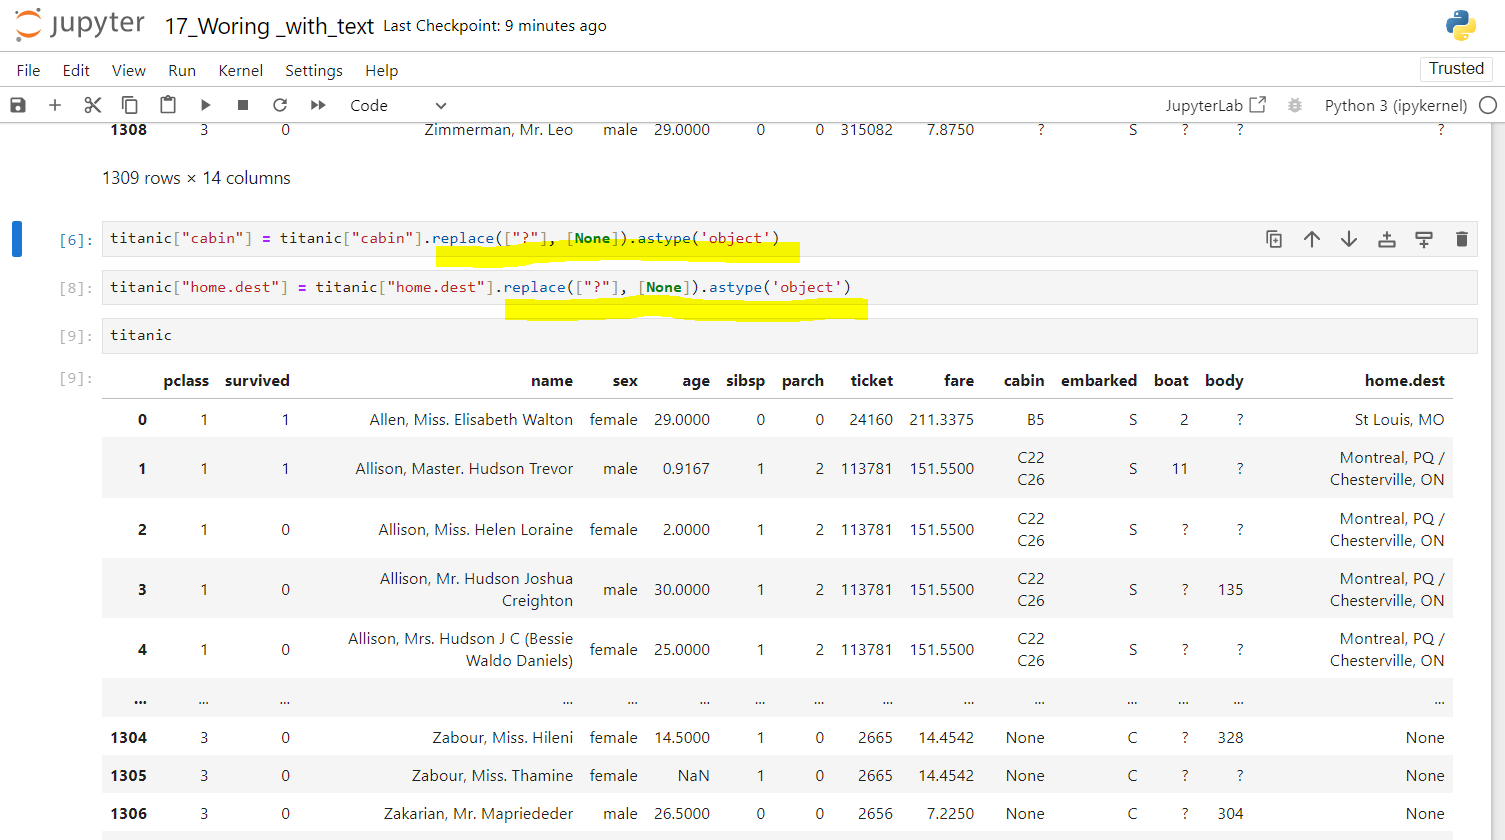 jupyter 17_Woring _with_text Last Checkpoint: 9 minutes ago
File Edit View Run Kernel Settings Help Trusted
Code JupyterLab Python 3 (ipykernel)
1308 3 0 Zimmerman, Mr. Leo male 29.0000 0 0 315082 7.8750 ? S ? ? ?
1309 rows × 14 columns
[6]: titanic["cabin"] = titanic["cabin"].replace(["?"], [None]).astype('object')
[8]: titanic["home.dest"] = titanic["home.dest"].replace(["?"], [None]).astype('object')
[9]: titanic
[9]: pclass survived name sex age sibsp parch ticket fare cabin embarked boat body home.dest
0 1 1 Allen, Miss. Elisabeth Walton female 29.0000 0 0 24160 211.3375 B5 S 2 ? St Louis, MO
1 1 1 Allison, Master. Hudson Trevor male 0.9167 1 2 113781 151.5500 C22 C26 S 11 ? Montreal, PQ / Chesterville, ON
2 1 0 Allison, Miss. Helen Loraine female 2.0000 1 2 113781 151.5500 C22 C26 S ? ? Montreal, PQ / Chesterville, ON
3 1 0 Allison, Mr. Hudson Joshua Creighton male 30.0000 1 2 113781 151.5500 C22 C26 S ? 135 Montreal, PQ / Chesterville, ON
4 1 0 Allison, Mrs. Hudson J C (Bessie Waldo Daniels) female 25.0000 1 2 113781 151.5500 C22 C26 S ? ? Montreal, PQ / Chesterville, ON
... ... ... ... ... ... ... ... ... ... ... ... ... ... ...
1304 3 0 Zabour, Miss. Hileni female 14.5000 1 0 2665 14.4542 None C ? 328 None
1305 3 0 Zabour, Miss. Thamine female NaN 1 0 2665 14.4542 None C ? ? None
1306 3 0 Zakarian, Mr. Mapriededer male 26.5000 0 0 2656 7.2250 None C ? 304 None